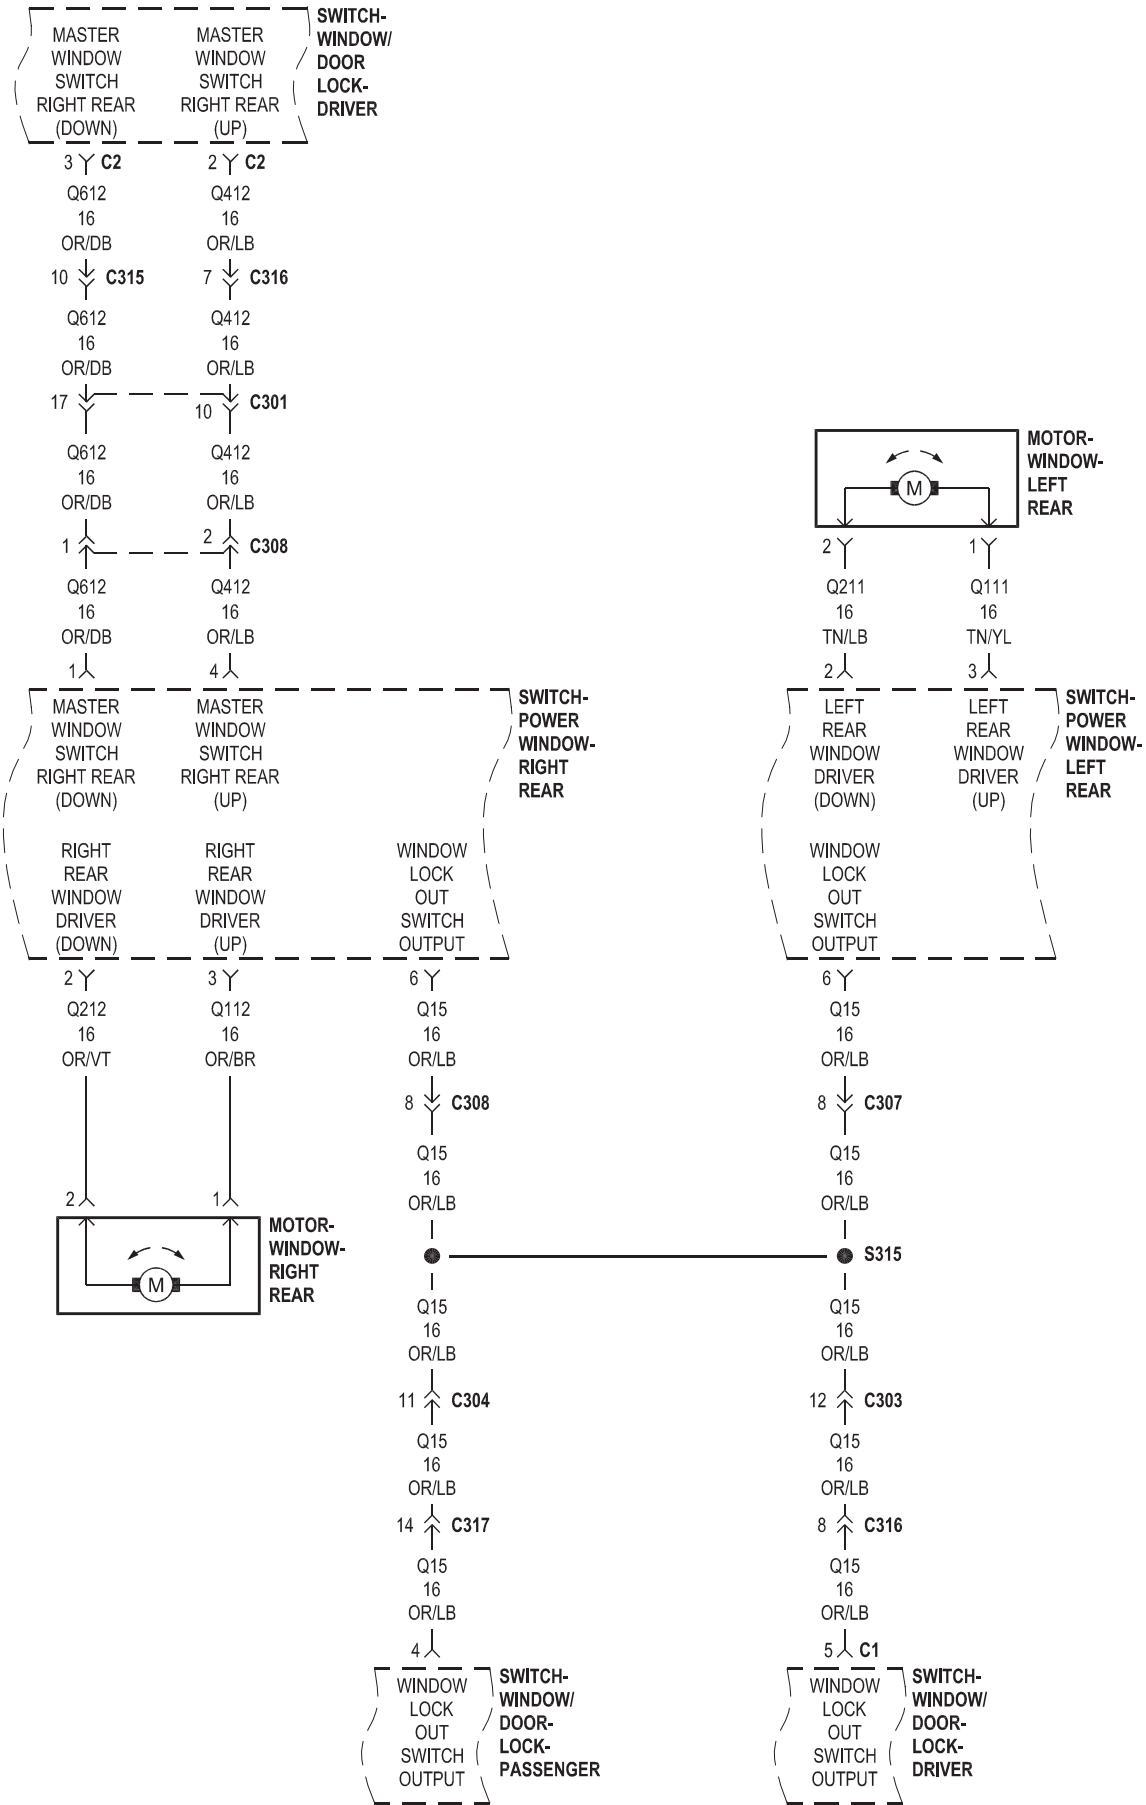 MASTER
WINDOW
SWITCH
RIGHT REAR
(DOWN)
MASTER
WINDOW
SWITCH
RIGHT REAR
(UP)
SWITCH-
WINDOW/
DOOR
LOCK-
DRIVER
3 C2
2 C2
Q612
16
OR/DB
Q412
16
OR/LB
10 C315
7 C316
Q612
16
OR/DB
Q412
16
OR/LB
17
10 C301
Q612
16
OR/DB
Q412
16
OR/LB
1
2 C308
Q612
16
OR/DB
Q412
16
OR/LB
1
4
MASTER
WINDOW
SWITCH
RIGHT REAR
(DOWN)
MASTER
WINDOW
SWITCH
RIGHT REAR
(UP)
SWITCH-
POWER
WINDOW-
RIGHT
REAR
RIGHT
REAR
WINDOW
DRIVER
(DOWN)
RIGHT
REAR
WINDOW
DRIVER
(UP)
WINDOW
LOCK
OUT
SWITCH
OUTPUT
2
3
6
Q212
16
OR/VT
Q112
16
OR/BR
2
1
M
MOTOR-
WINDOW-
RIGHT
REAR
Q15
16
OR/LB
8 C308
Q15
16
OR/LB
Q15
16
OR/LB
11 C304
Q15
16
OR/LB
14 C317
Q15
16
OR/LB
4
WINDOW
LOCK
OUT
SWITCH
OUTPUT
SWITCH-
WINDOW/
DOOR-
LOCK-
PASSENGER
M
MOTOR-
WINDOW-
LEFT
REAR
2
1
Q211
16
TN/LB
Q111
16
TN/YL
2
3
LEFT
REAR
WINDOW
DRIVER
(DOWN)
LEFT
REAR
WINDOW
DRIVER
(UP)
SWITCH-
POWER
WINDOW-
LEFT
REAR
WINDOW
LOCK
OUT
SWITCH
OUTPUT
6
Q15
16
OR/LB
8 C307
Q15
16
OR/LB
S315
Q15
16
OR/LB
12 C303
Q15
16
OR/LB
8 C316
Q15
16
OR/LB
5 C1
WINDOW
LOCK
OUT
SWITCH
OUTPUT
SWITCH-
WINDOW/
DOOR-
LOCK-
DRIVER